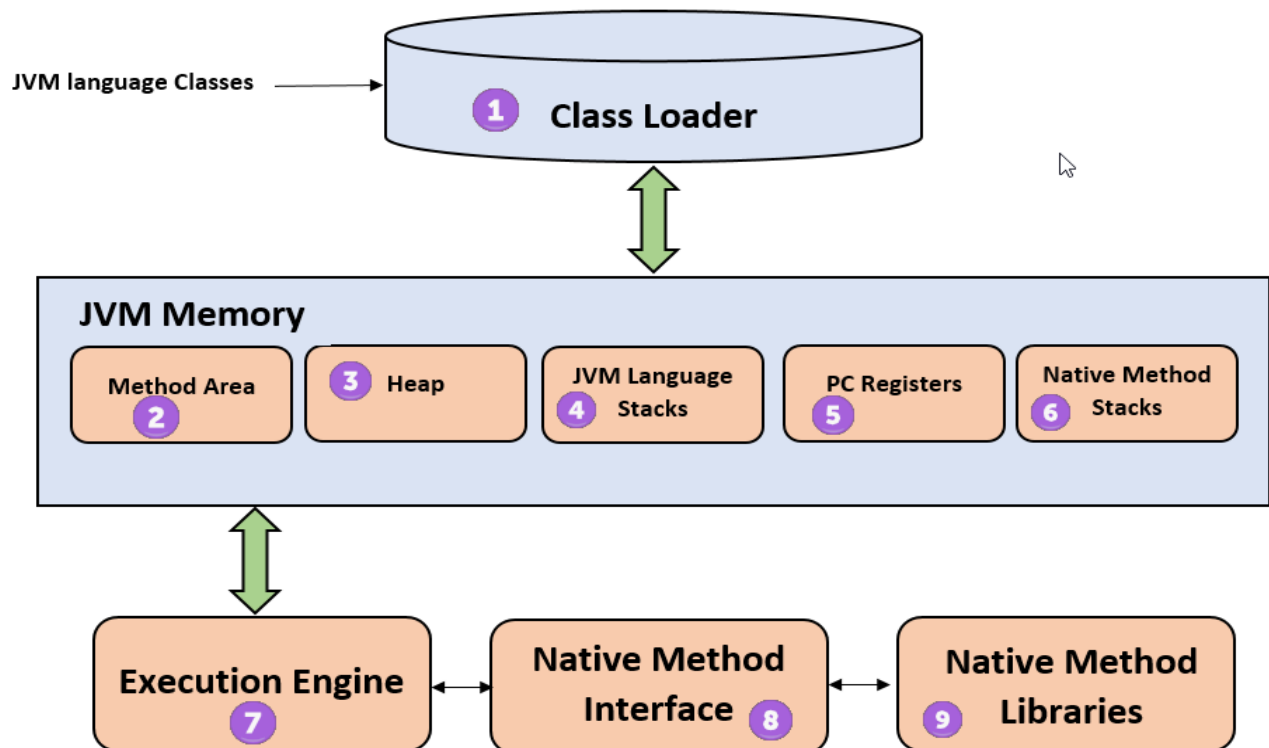 JVM language Classes
1 Class Loader
JVM Memory
Method Area
2
3 Heap
JVM Language
4 Stacks
PC Registers
5
Native Method
6 Stacks
Execution Engine
7
Native Method
Interface 8
Native Method
9 Libraries